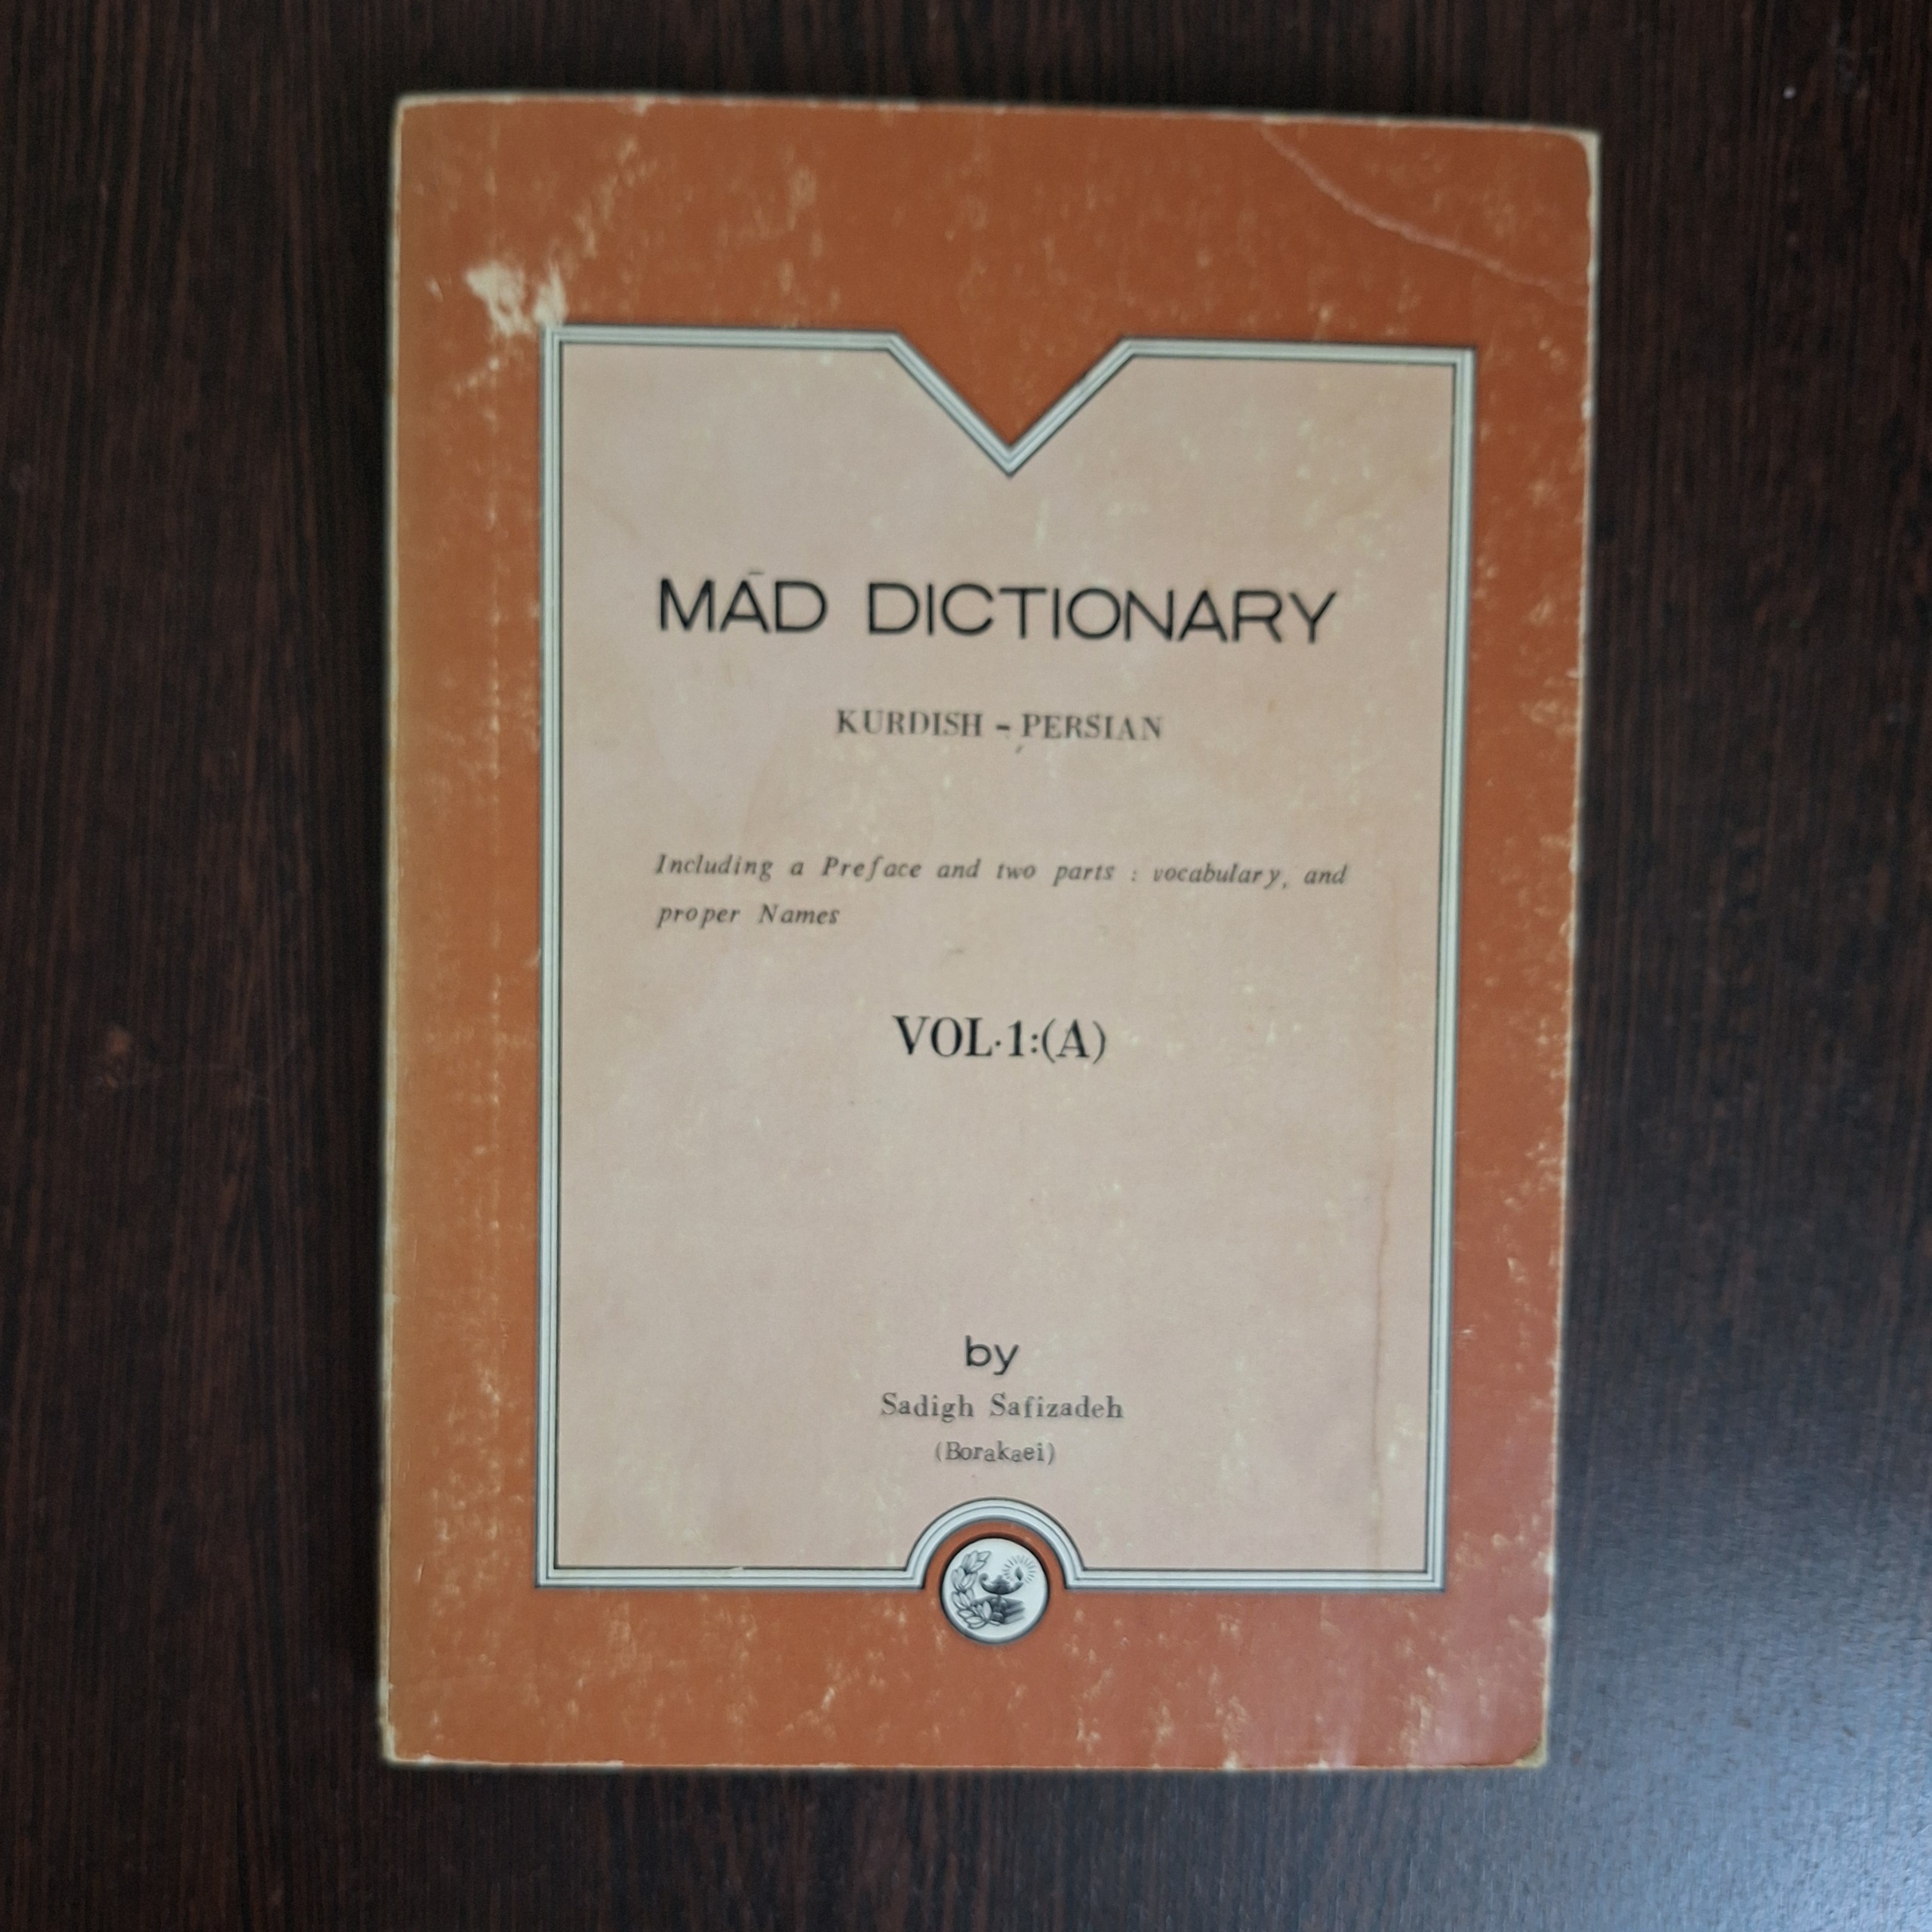 MĀD DICTIONARY
KURDISH - PERSIAN
Including a Preface and two parts : vocabulary, and
proper Names
VOL·1:(A)
by
Sadigh Safizadeh
(Borakaei)